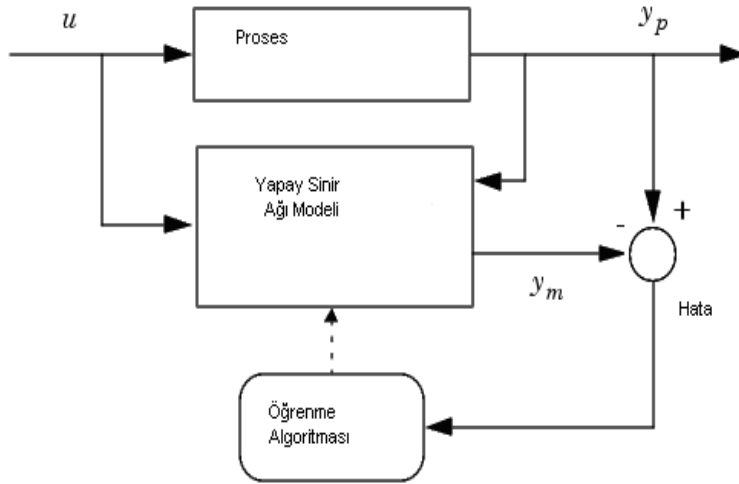 u
Proses
y_p
Yapay Sinir
Ağı Modeli
-
+
y_m
Hata
Öğrenme
Algoritması